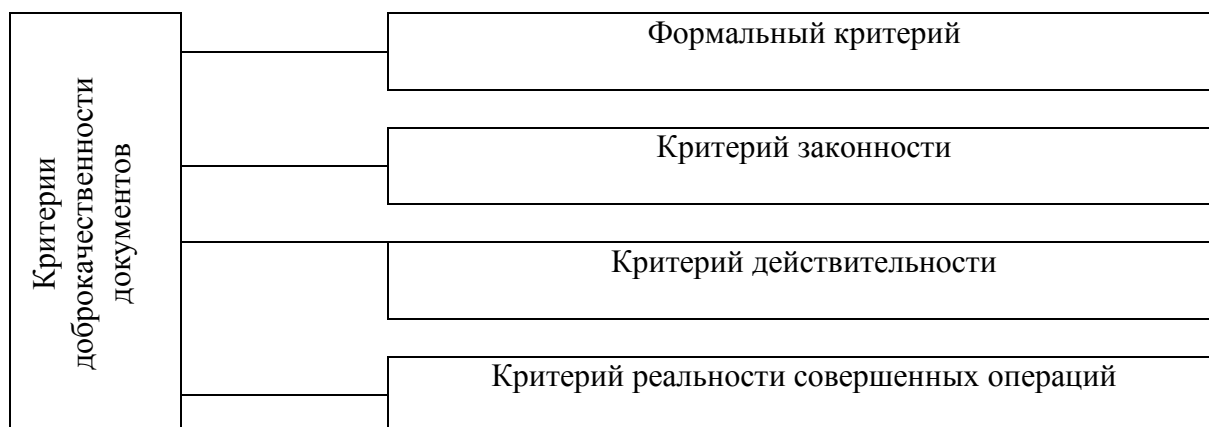 Критерии
доброкачественности
документов
Формальный критерий
Критерий законности
Критерий действительности
Критерий реальности совершенных операций